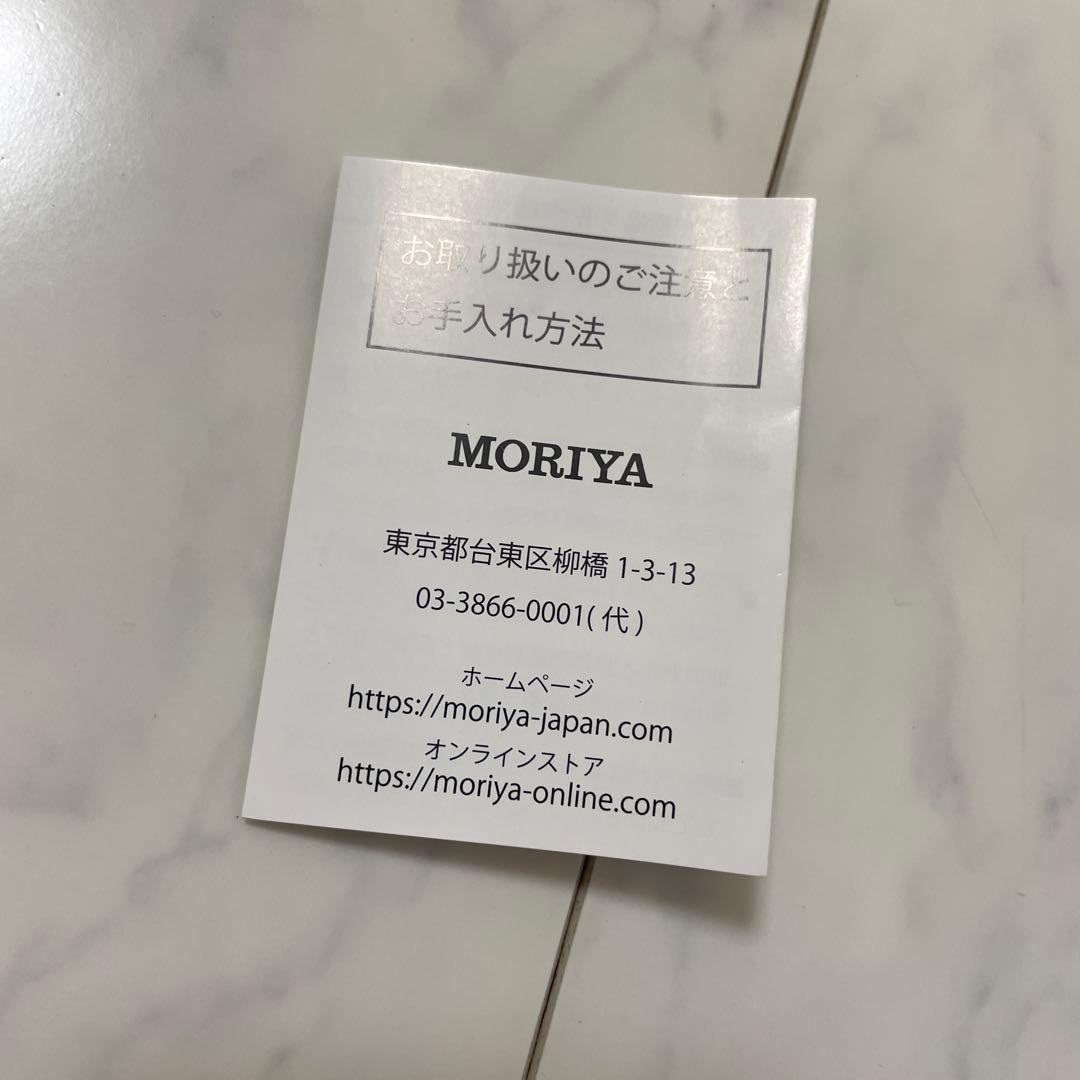 お取り扱いのご注意と
お手入れ方法
MORIYA
東京都台東区柳橋 1-3-13
03-3866-0001( 代 )
ホームページ
https://moriya-japan.com
オンラインストア
https://moriya-online.com